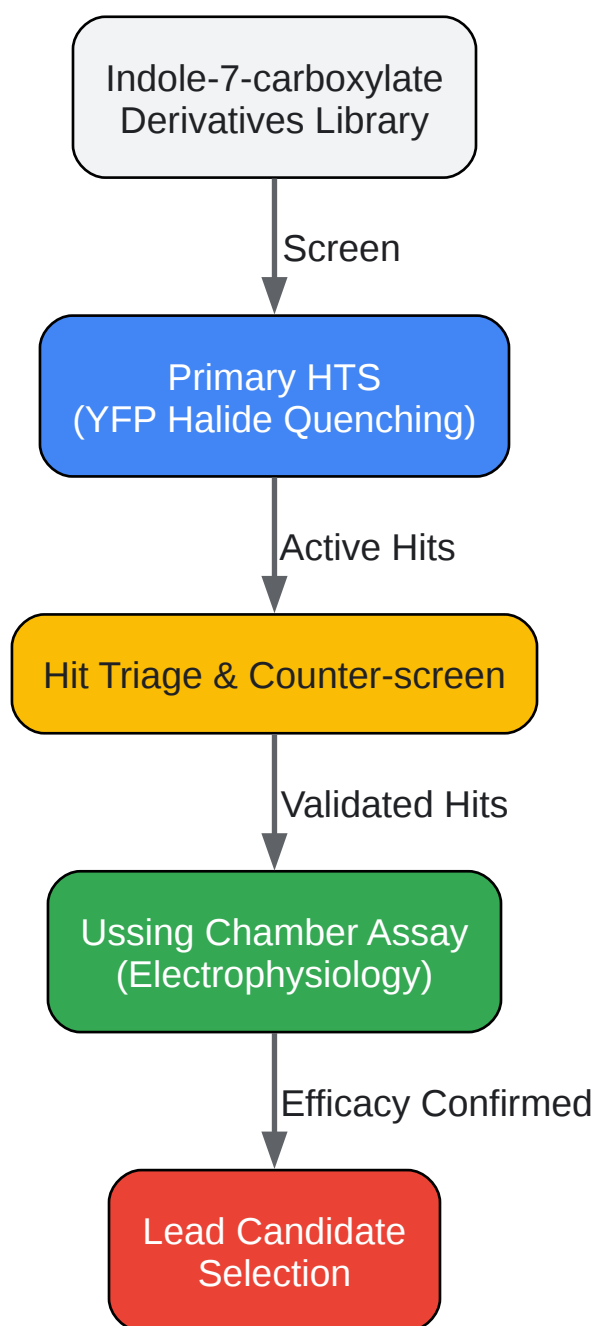 Indole-7-carboxylate
Derivatives Library
Screen
Primary HTS
(YFP Halide Quenching)
Active Hits
Hit Triage & Counter-screen
Validated Hits
Ussing Chamber Assay
(Electrophysiology)
Efficacy Confirmed
Lead Candidate
Selection